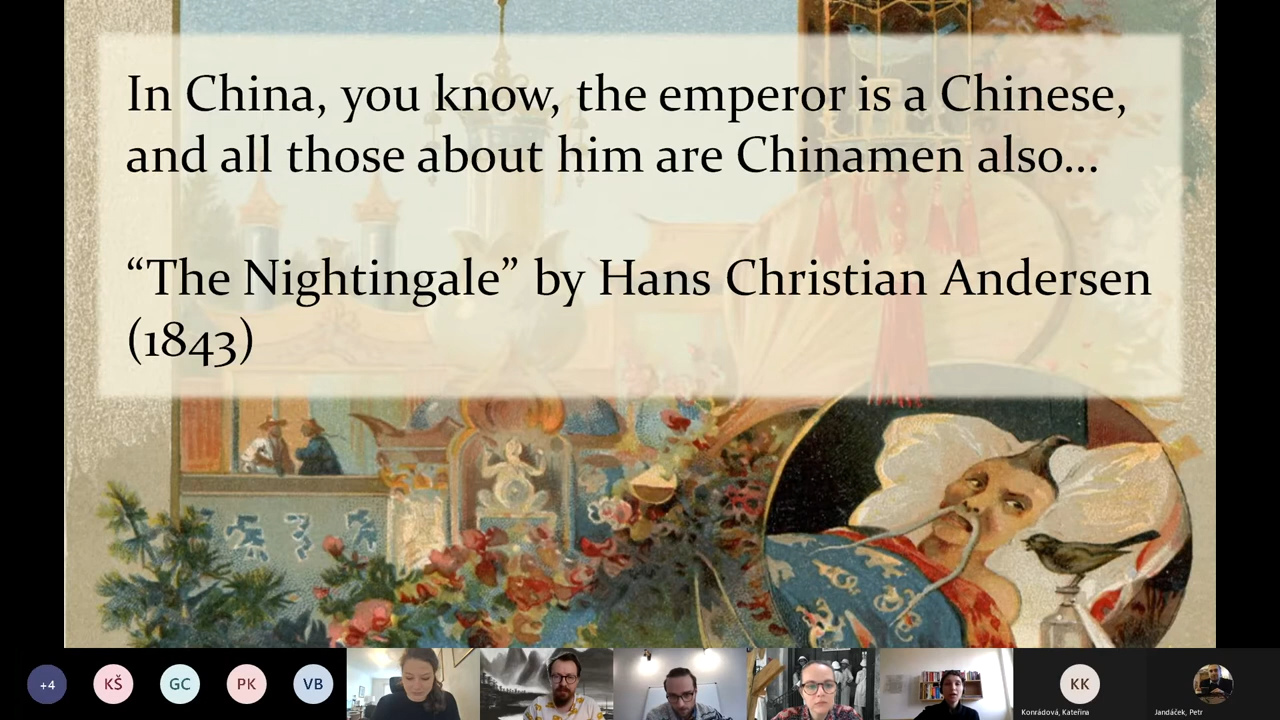 In China, you know, the emperor is a Chinese,
and all those about him are Chinamen also...
“The Nightingale” by Hans Christian Andersen
(1843)
+4
KŠ
GC
PK
VB
KK
Konrádová, Kateřina
Jandáček, Petr